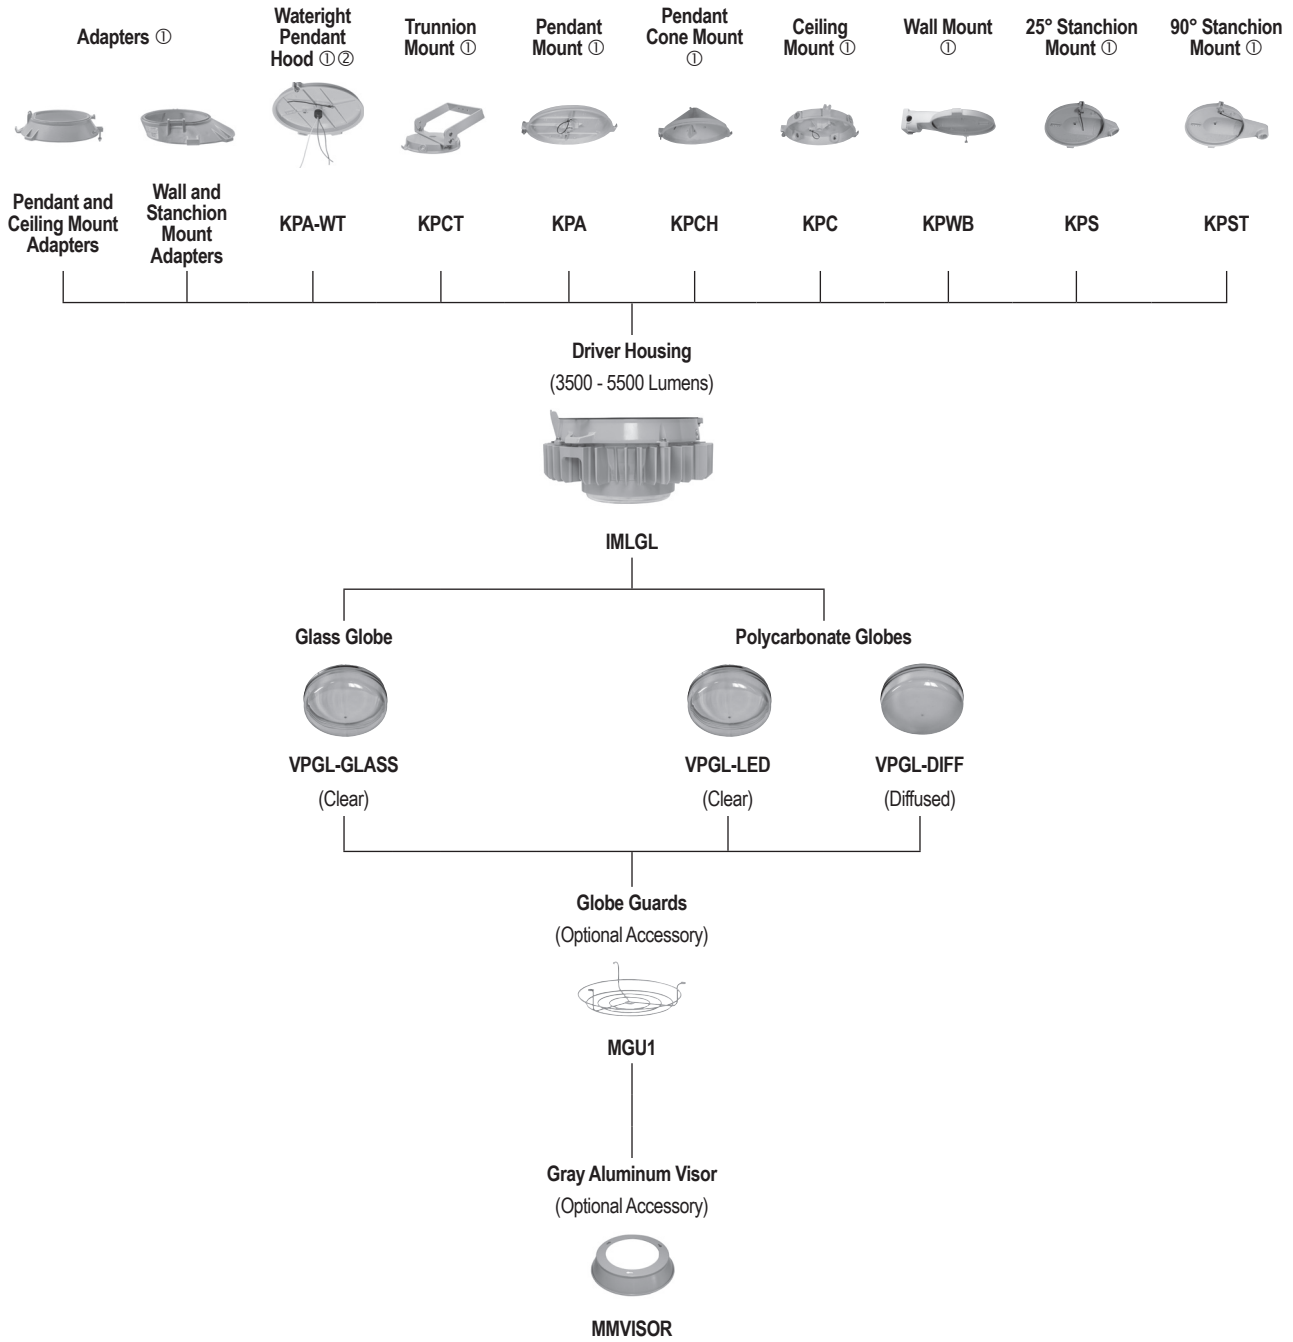 Adapters ①
Wateright
Pendant
Hood ①②
Trunnion
Mount ①
Pendant
Mount ①
Pendant
Cone Mount
①
Ceiling
Mount ①
Wall Mount
①
25° Stanchion
Mount ①
90° Stanchion
Mount ①
Pendant and
Ceiling Mount
Adapters
Wall and
Stanchion
Mount
Adapters
KPA-WT
KPCT
KPA
KPCH
KPC
KPWB
KPS
KPST
Driver Housing
(3500 - 5500 Lumens)
IMLGL
Glass Globe
Polycarbonate Globes
VPGL-GLASS
(Clear)
VPGL-LED
(Clear)
VPGL-DIFF
(Diffused)
Globe Guards
(Optional Accessory)
MGU1
Gray Aluminum Visor
(Optional Accessory)
MMVISOR